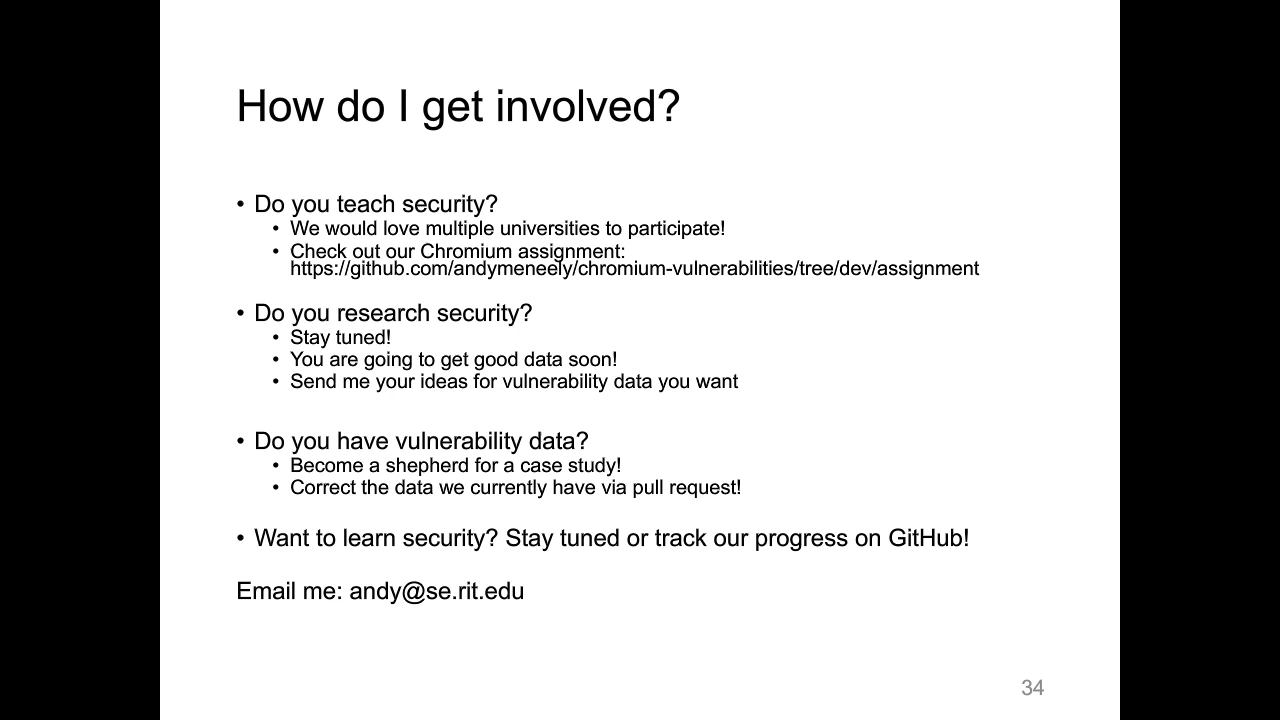 How do I get involved?
• Do you teach security?
• We would love multiple universities to participate!
• Check out our Chromium assignment:
https://github.com/andymeneely/chromium-vulnerabilities/tree/dev/assignment
• Do you research security?
• Stay tuned!
• You are going to get good data soon!
• Send me your ideas for vulnerability data you want
• Do you have vulnerability data?
• Become a shepherd for a case study!
• Correct the data we currently have via pull request!
• Want to learn security? Stay tuned or track our progress on GitHub!
Email me: andy@se.rit.edu
34